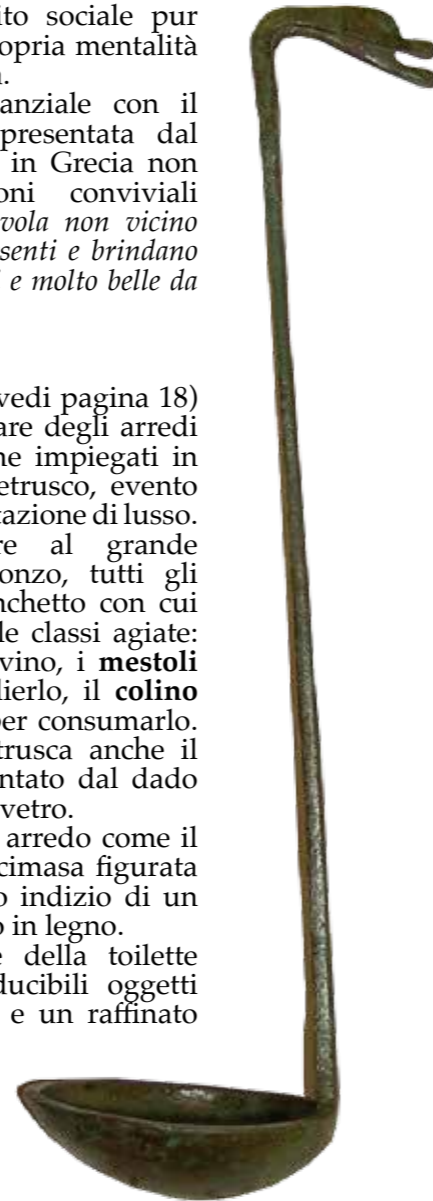 ito sociale pur
opria mentalità
anziale con il
presentata dal
in Grecia non
oni conviviali
vola non vicino
senti e brindano
e molto belle da
vedi pagina 18)
are degli arredi
ne impiegati in
etrusco, evento
tazione di lusso.
re al grande
onzo, tutti gli
nchetto con cui
le classi agiate:
vino, i mestoli
lierlo, il colino
per consumarlo.
trusca anche il
ntato dal dado
vetro.
arredo come il
cimasa figurata
o indizio di un
o in legno.
e della toilette
ducibili oggetti
e un raffinato